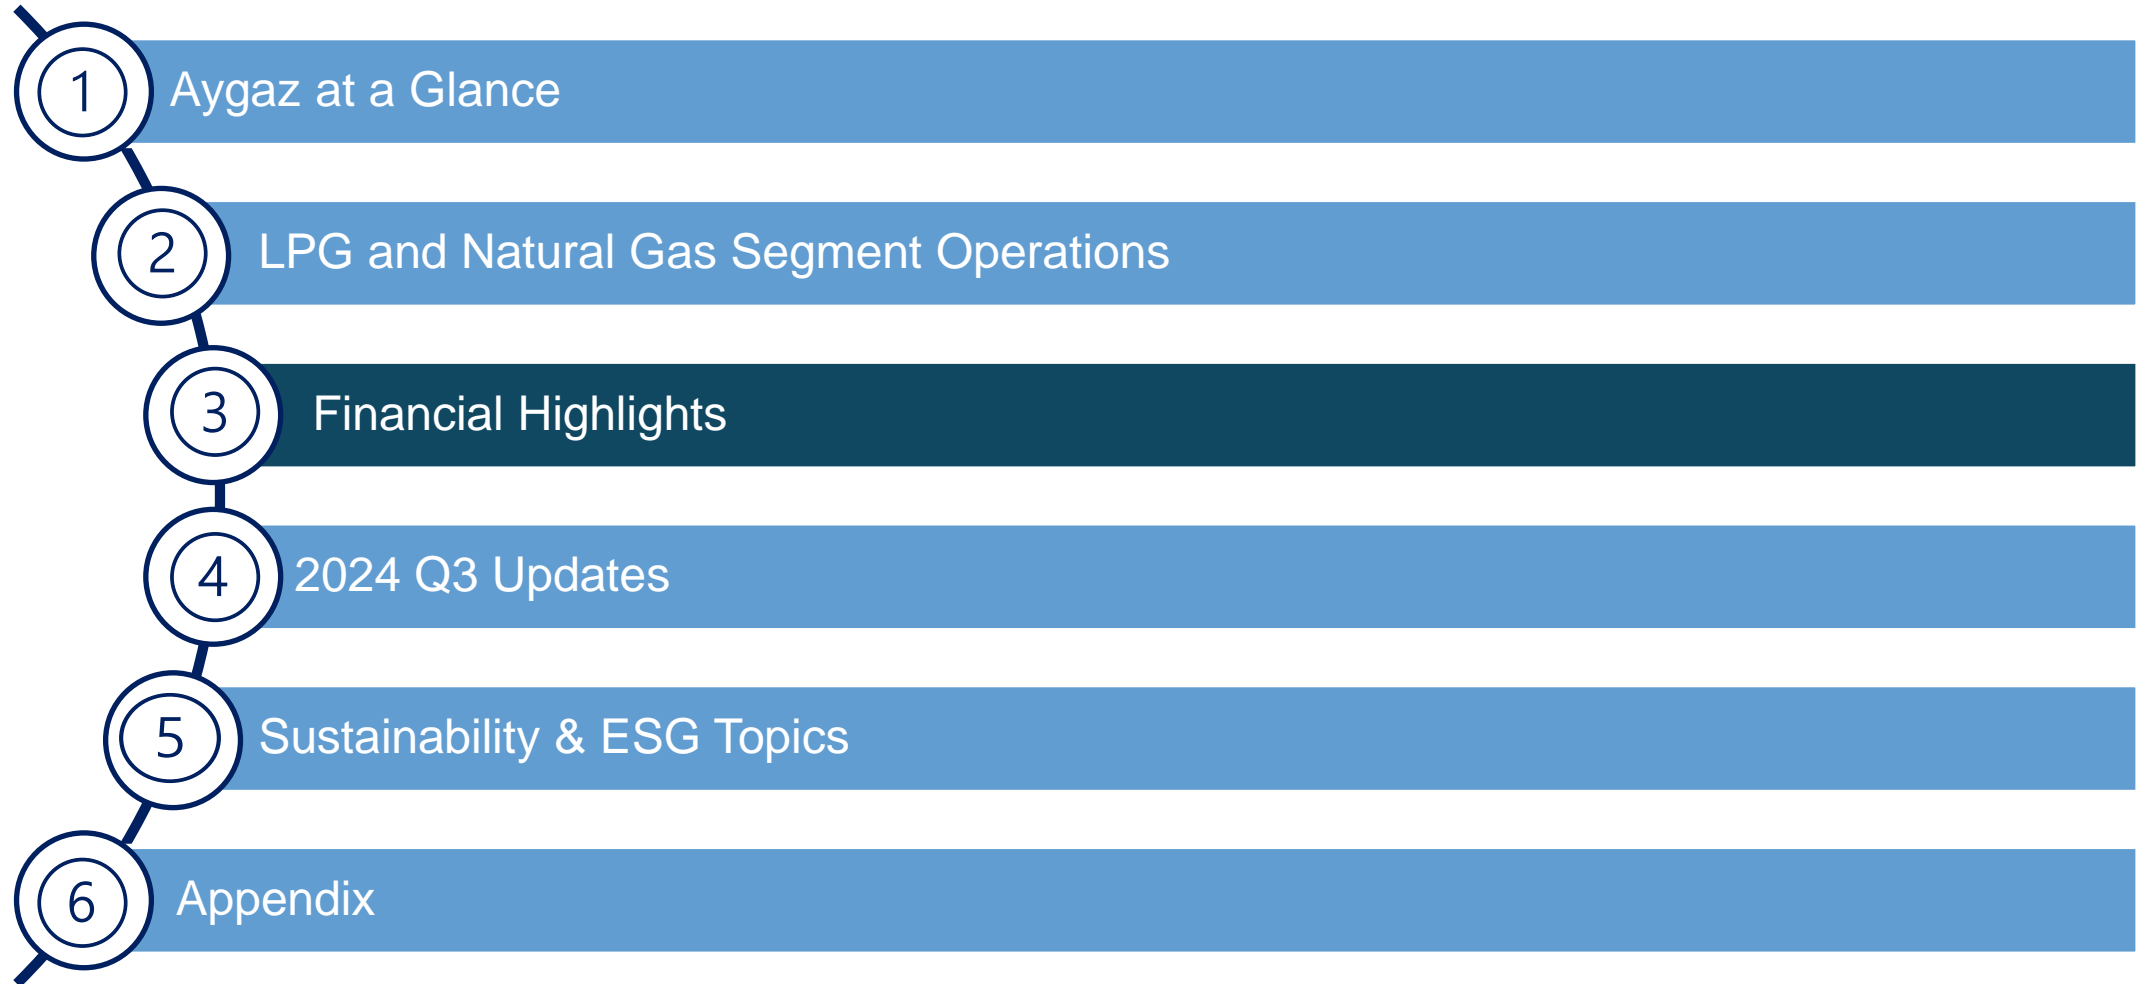 1 Aygaz at a Glance
2 LPG and Natural Gas Segment Operations
3 Financial Highlights
4 2024 Q3 Updates
5 Sustainability & ESG Topics
6 Appendix